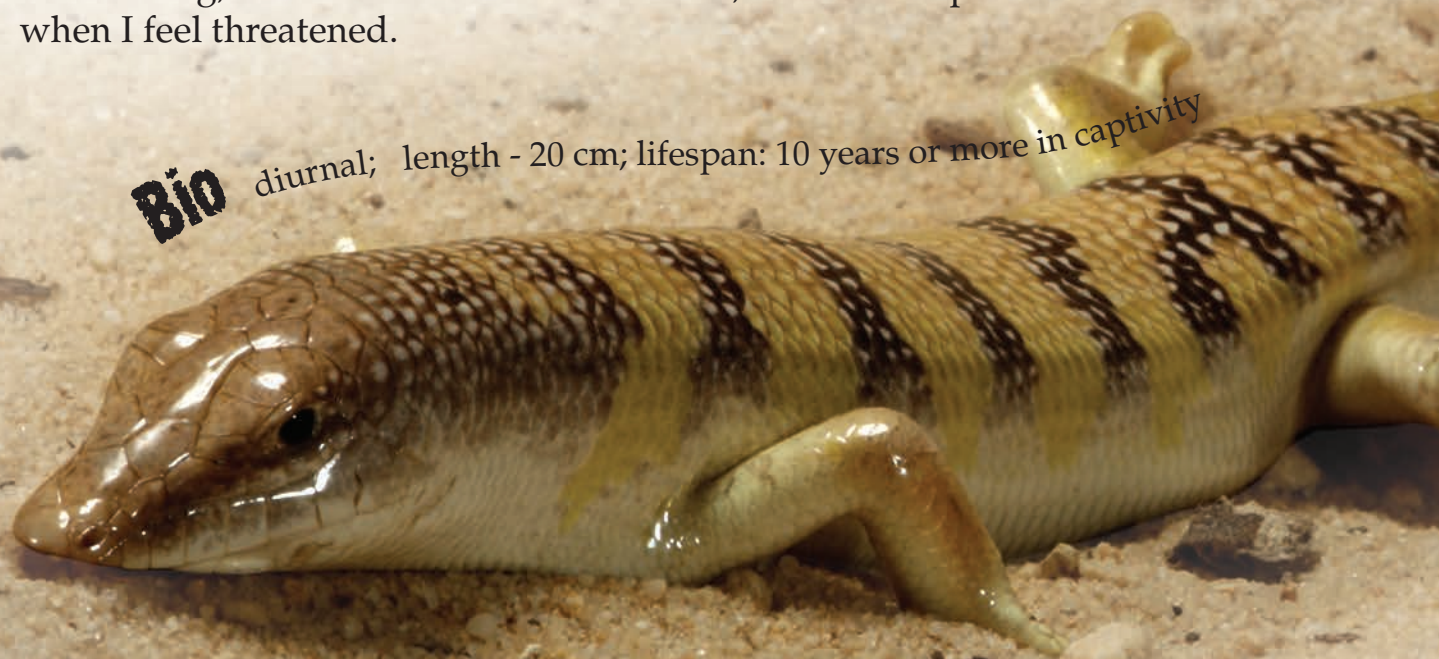 when I feel threatened.
Bio diurnal; length - 20 cm; lifespan: 10 years or more in captivity